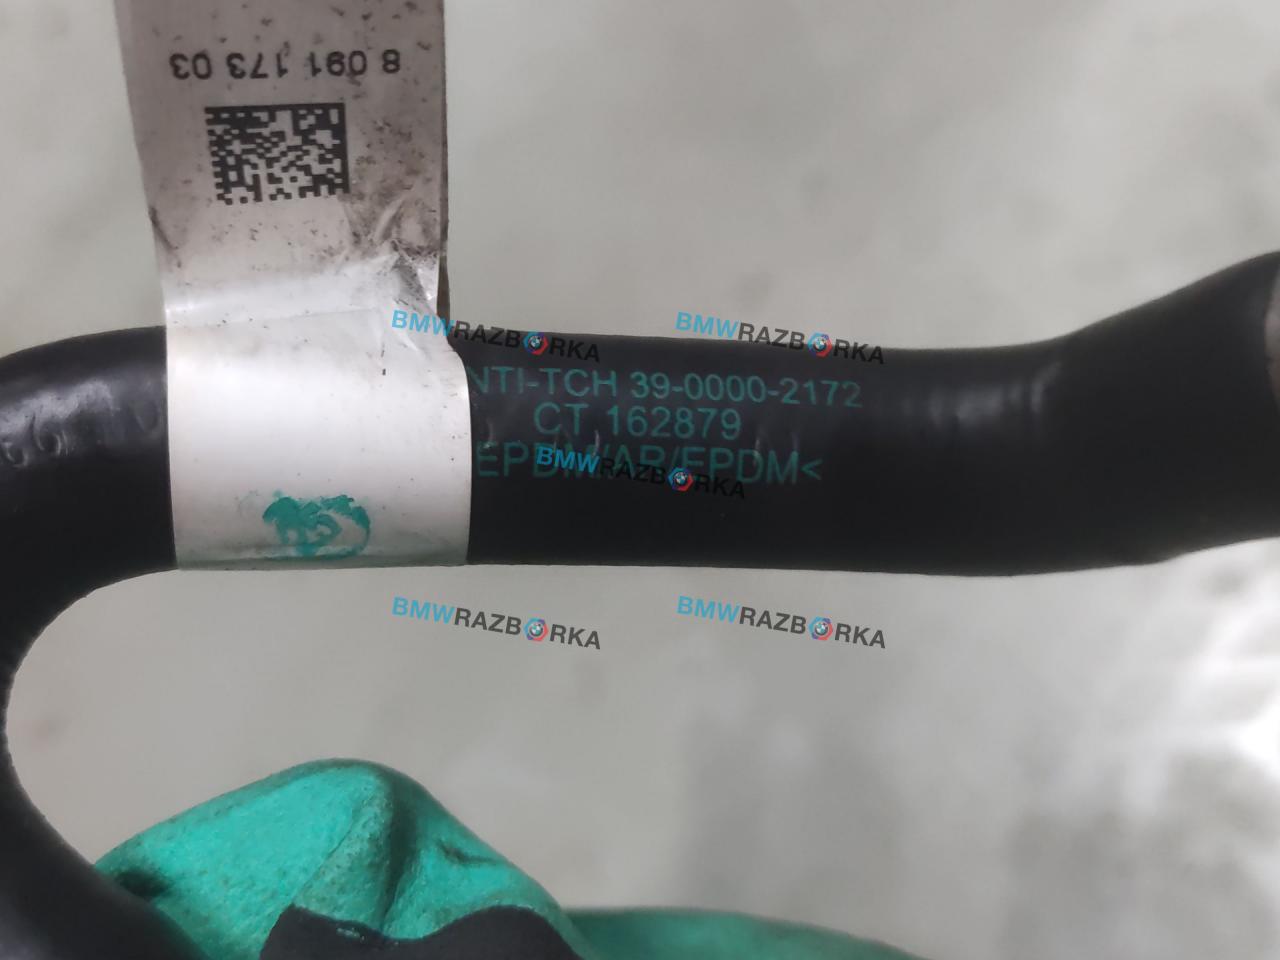 8 091 173 03
BMWRAZBORKA
BMWRAZBORKA
NTI-TCH 39-0000-2172
CT 162879
EPDM/AR/EPDM<
BMWRAZBORKA
BMWRAZBORKA
BMWRAZBORKA